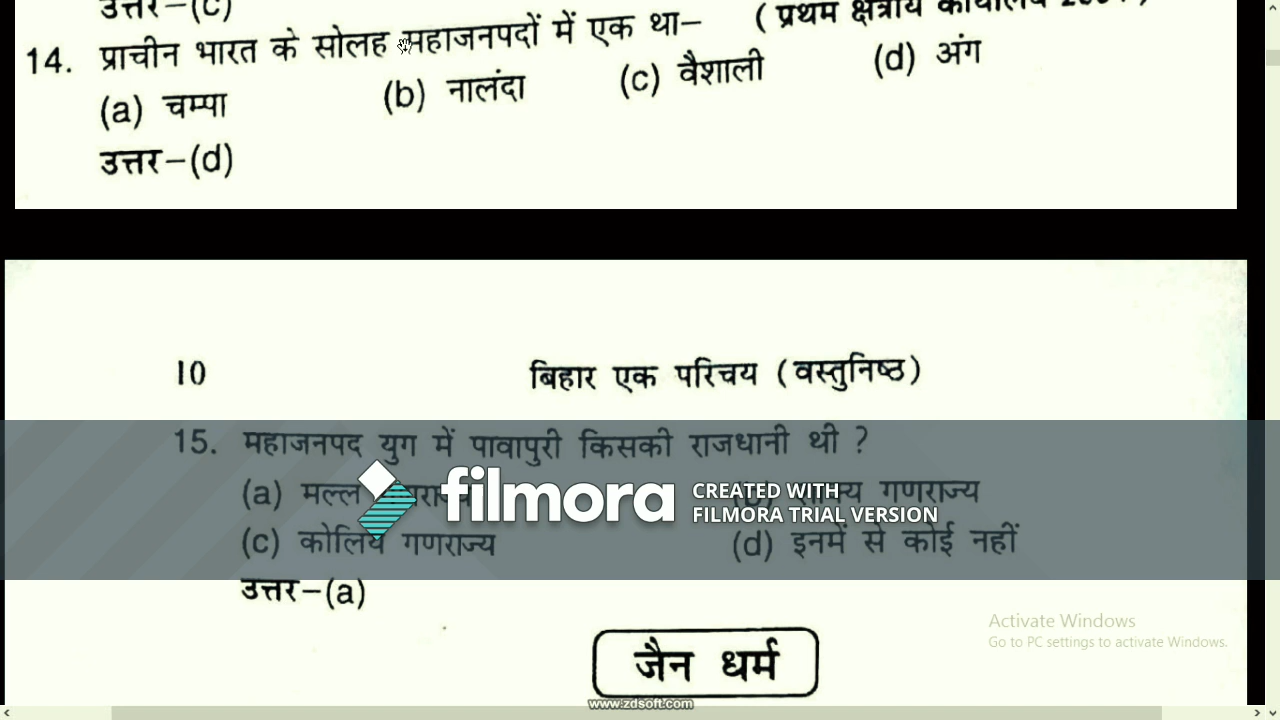 उत्तर–(c)
14. प्राचीन भारत के सोलह महाजनपदों में एक था– (प्रथम क्षेत्रीय कार्यालय
(a) चम्पा (b) नालंदा (c) वैशाली (d) अंग
उत्तर–(d)
10 बिहार एक परिचय (वस्तुनिष्ठ)
15. महाजनपद युग में पावापुरी किसकी राजधानी थी ?
(a) मल्ल (b) गणराज्य
(c) कोलिय गणराज्य (d) इनमें से कोई नहीं
filmora CREATED WITH
FILMORA TRIAL VERSION
उत्तर–(a)
Activate Windows
Go to PC settings to activate Windows.
जैन धर्म
www.zdsoft.com